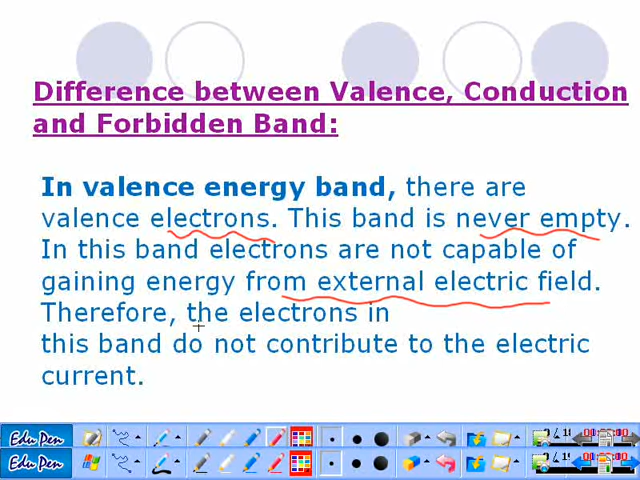 Difference between Valence, Conduction
and Forbidden Band:
In valence energy band, there are
valence electrons. This band is never empty.
In this band electrons are not capable of
gaining energy from external electric field.
Therefore, the electrons in
this band do not contribute to the electric
current.
Edu Pen
Edu Pen